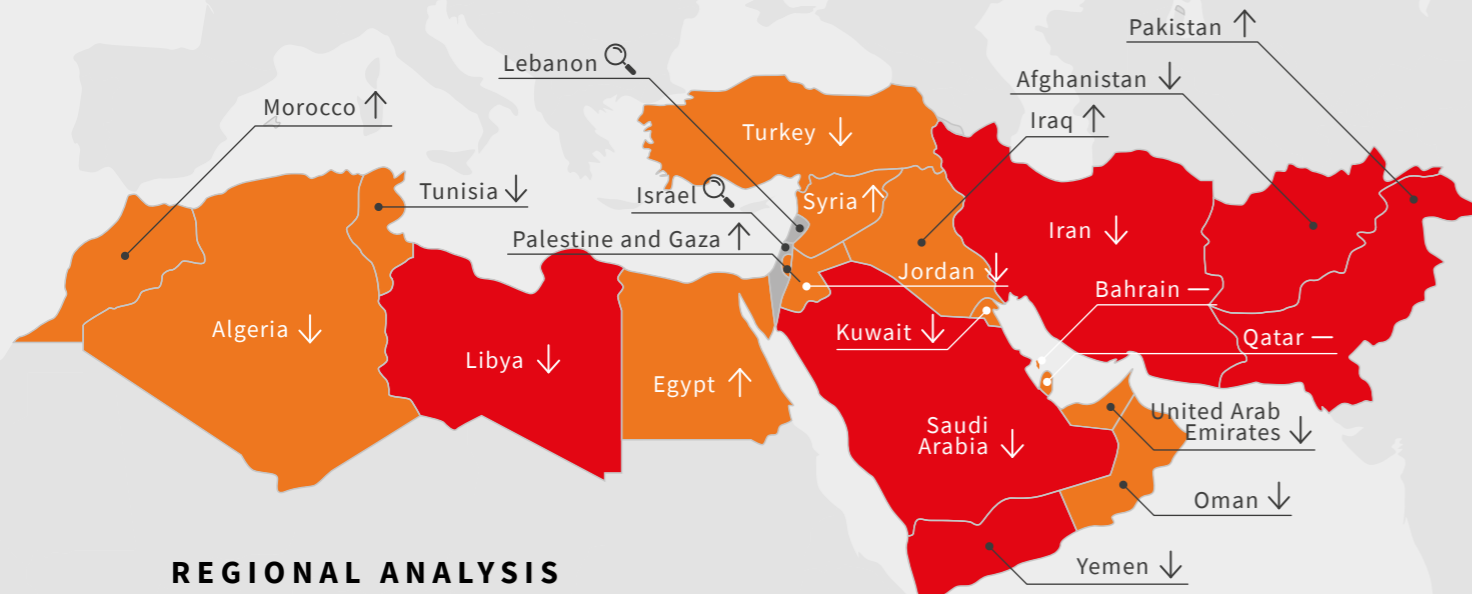 Pakistan
Lebanon
Afghanistan
Morocco
Iraq
Turkey
Tunisia
Israel
Syria
Palestine and Gaza
Iran
Jordan
Bahrain
Algeria
Kuwait
Qatar
Libya
Egypt
Saudi
Arabia
United Arab
Emirates
Oman
Yemen
REGIONAL ANALYSIS